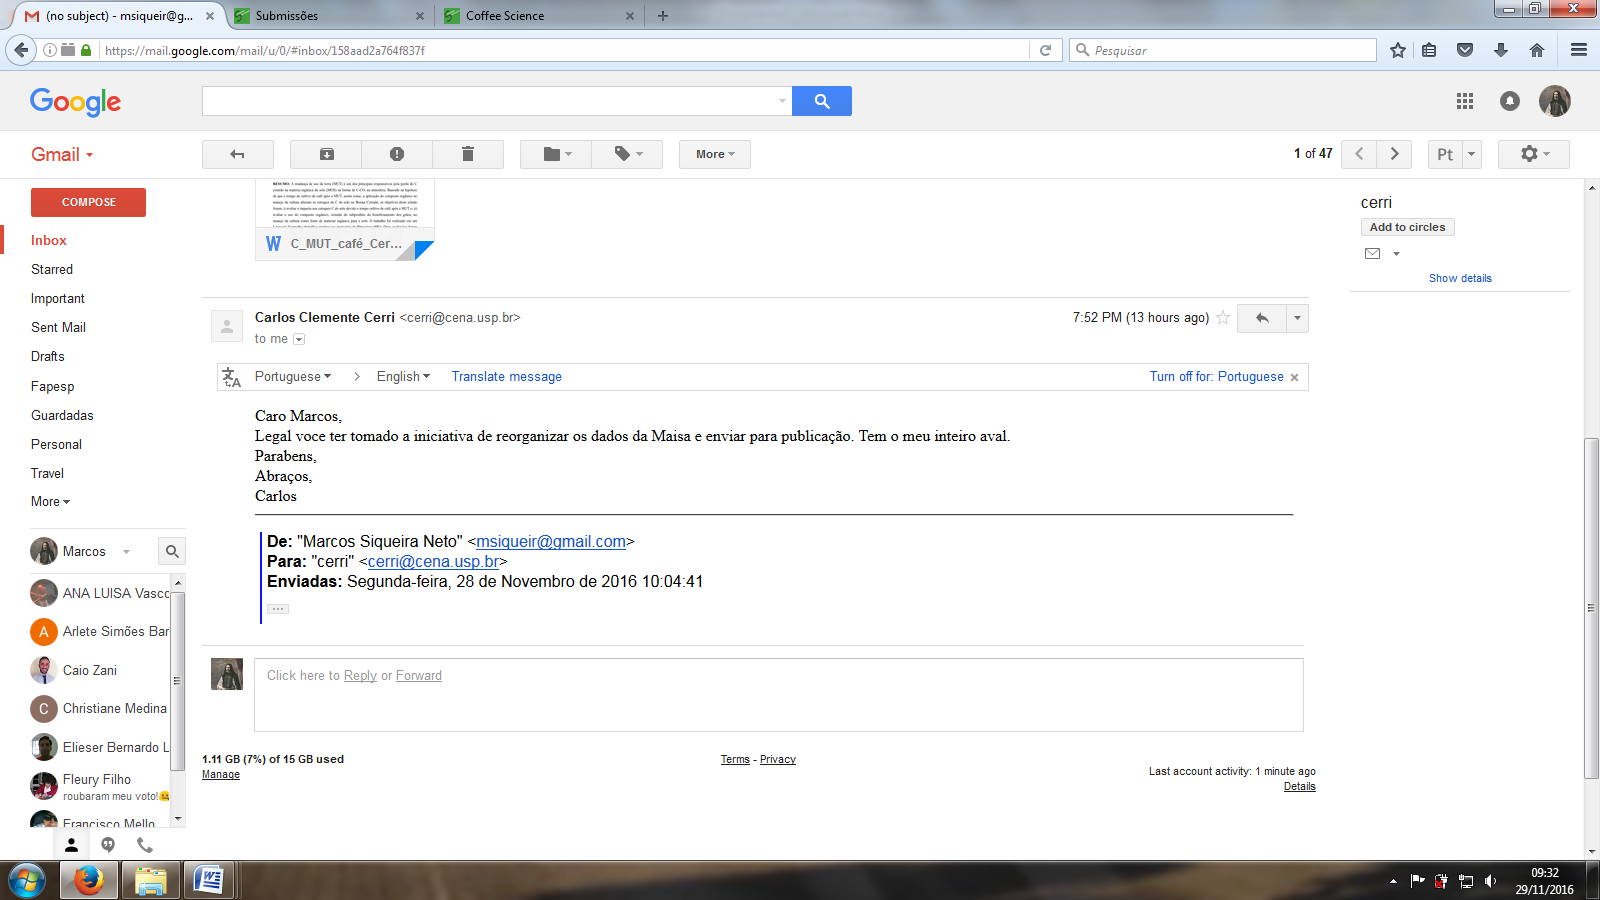 (no subject) - msiqueir@g...
Submissões
Coffee Science
https://mail.google.com/mail/u/0/#inbox/158aad2a764f837f
Pesquisar
Google
Gmail
More
1 of 47
Pt
COMPOSE
Inbox
Starred
Important
Sent Mail
Drafts
Fapesp
Guardadas
Personal
Travel
More
Marcos
ANA LUISA Vasco
A
Arlete Simões Bar
Caio Zani
C
Christiane Medina
Elieser Bernardo L
Fleury Filho
roubaram meu voto!
Francisco Mello
W C_MUT_café_Cer...
Carlos Clemente Cerri <cerri@cena.usp.br>
to me
7:52 PM (13 hours ago)
Portuguese > English Translate message
Turn off for: Portuguese ×
Caro Marcos,
Legal voce ter tomado a iniciativa de reorganizar os dados da Maisa e enviar para publicação. Tem o meu inteiro aval.
Parabens,
Abraços,
Carlos
De: "Marcos Siqueira Neto" <msiqueir@gmail.com>
Para: "cerri" <cerri@cena.usp.br>
Enviadas: Segunda-feira, 28 de Novembro de 2016 10:04:41
Click here to Reply or Forward
1.11 GB (7%) of 15 GB used
Manage
Terms - Privacy
Last account activity: 1 minute ago
Details
cerri
Add to circles
Show details
09:32
29/11/2016